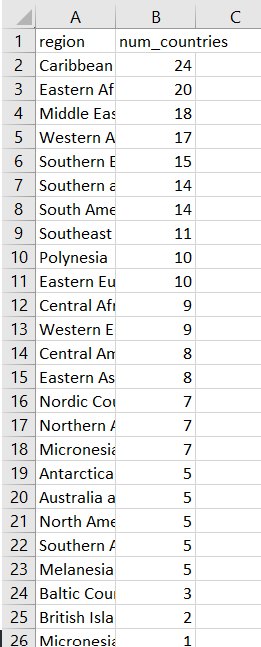 A B C
1 region num_countries
2 Caribbean 24
3 Eastern Af 20
4 Middle Eas 18
5 Western A 17
6 Southern E 15
7 Southern a 14
8 South Ame 14
9 Southeast 11
10 Polynesia 10
11 Eastern Eu 10
12 Central Afr 9
13 Western E 9
14 Central Am 8
15 Eastern As 8
16 Nordic Cou 7
17 Northern A 7
18 Micronesia 7
19 Antarctica 5
20 Australia a 5
21 North Ame 5
22 Southern A 5
23 Melanesia 5
24 Baltic Cou 3
25 British Isla 2
26 Micronesia 1